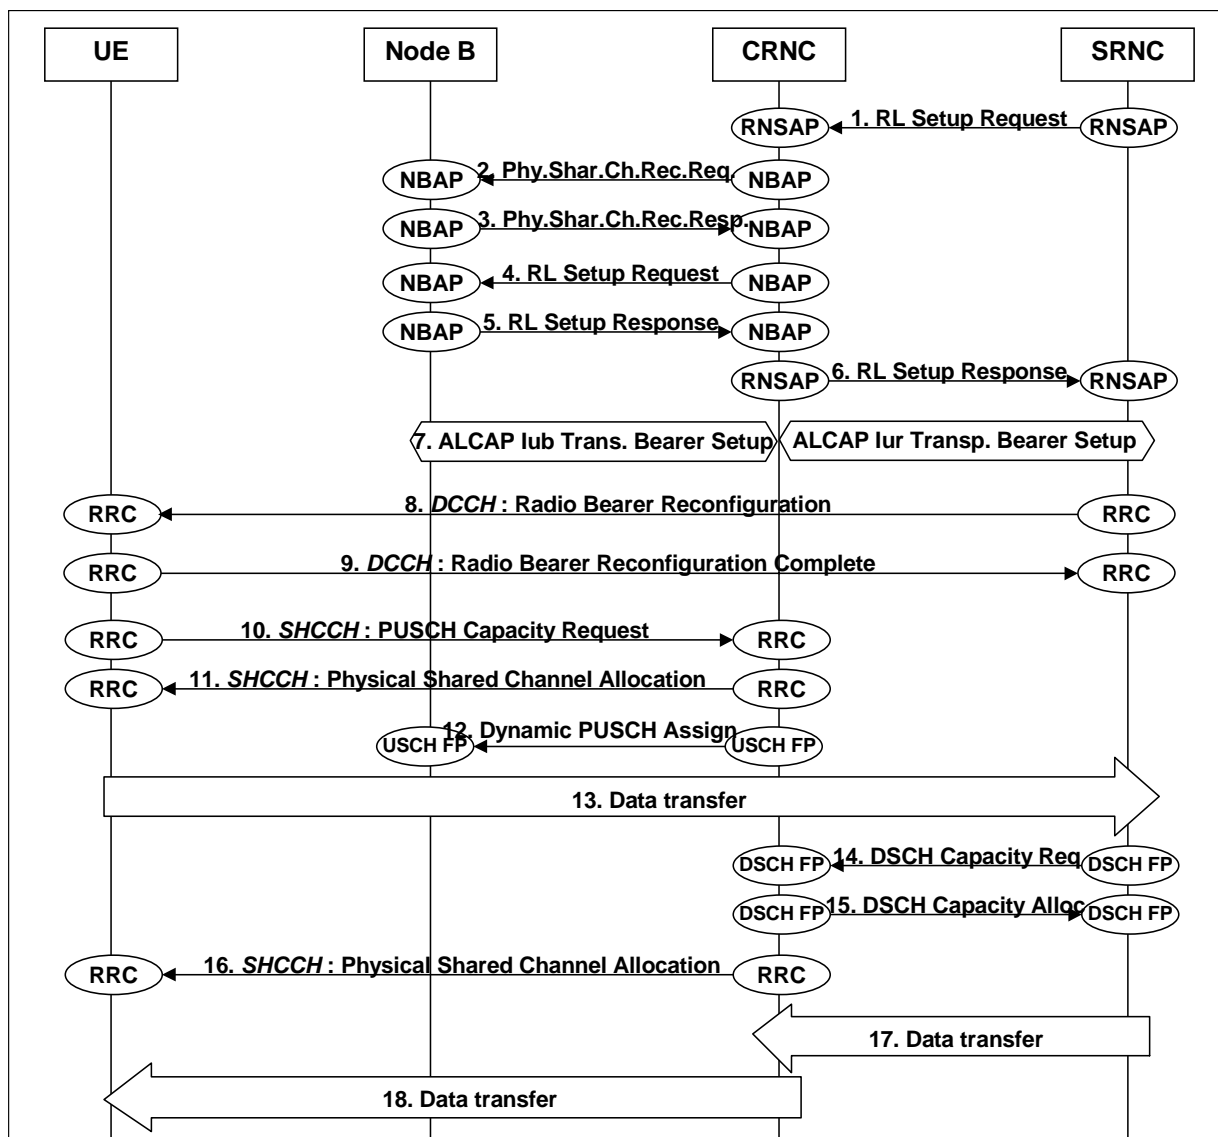 UE Node B CRNC SRNC
RNSAP 1. RL Setup Request RNSAP
NBAP 2. Phy.Shar.Ch.Rec.Req. NBAP
NBAP 3. Phy.Shar.Ch.Rec.Resp. NBAP
NBAP 4. RL Setup Request NBAP
NBAP 5. RL Setup Response NBAP
RNSAP 6. RL Setup Response RNSAP
7. ALCAP Iub Trans. Bearer Setup ALCAP Iur Transp. Bearer Setup
RRC 8. DCCH : Radio Bearer Reconfiguration RRC
RRC 9. DCCH : Radio Bearer Reconfiguration Complete RRC
RRC 10. SHCCH : PUSCH Capacity Request RRC
RRC 11. SHCCH : Physical Shared Channel Allocation RRC
USCH FP 12. Dynamic PUSCH Assign USCH FP
13. Data transfer
DSCH FP 14. DSCH Capacity Req DSCH FP
DSCH FP 15. DSCH Capacity Alloc DSCH FP
RRC 16. SHCCH : Physical Shared Channel Allocation RRC
17. Data transfer
18. Data transfer